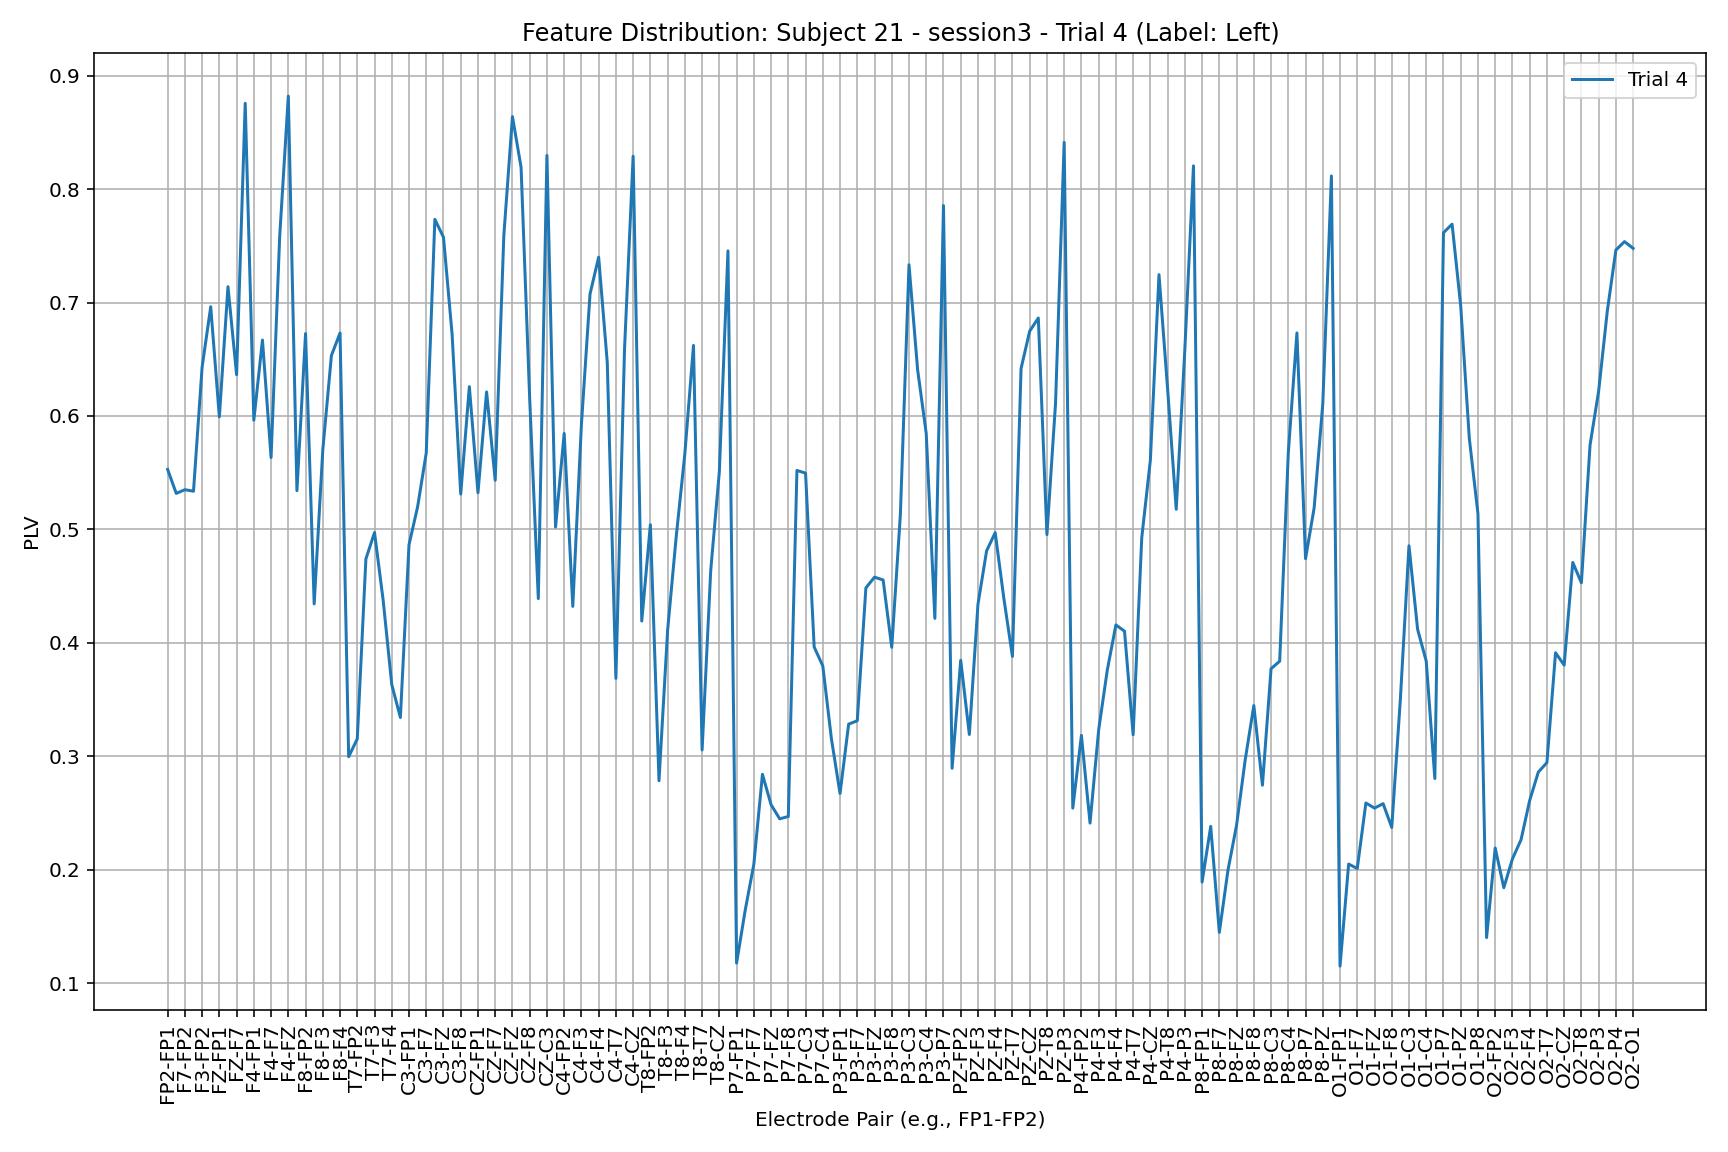 Feature Distribution: Subject 21 - session3 - Trial 4 (Label: Left)
Trial 4
PLV
0.9
0.8
0.7
0.6
0.5
0.4
0.3
0.2
0.1
FP2-FP1
F7-FP2
F3-FP2
FZ-FP1
FZ-F7
F4-FP1
F4-F7
F4-FZ
F8-FP2
F8-F3
F8-F4
T7-FP2
T7-F3
T7-F4
C3-FP1
C3-F7
C3-FZ
C3-F8
CZ-FP1
CZ-F7
CZ-FZ
CZ-F8
CZ-C3
C4-FP2
C4-F3
C4-F4
C4-T7
C4-CZ
T8-FP2
T8-F3
T8-F4
T8-T7
T8-CZ
P7-FP1
P7-F7
P7-FZ
P7-F8
P7-C3
P7-C4
P3-FP1
P3-F7
P3-FZ
P3-F8
P3-C3
P3-C4
P3-P7
PZ-FP2
PZ-F3
PZ-F4
PZ-T7
PZ-CZ
PZ-T8
PZ-P3
P4-FP2
P4-F3
P4-F4
P4-T7
P4-CZ
P4-T8
P4-P3
P8-FP1
P8-F7
P8-FZ
P8-F8
P8-C3
P8-C4
P8-P7
P8-PZ
O1-FP1
O1-F7
O1-FZ
O1-F8
O1-C3
O1-C4
O1-P7
O1-PZ
O1-P8
O2-FP2
O2-F3
O2-F4
O2-T7
O2-CZ
O2-T8
O2-P3
O2-P4
O2-O1
Electrode Pair (e.g., FP1-FP2)